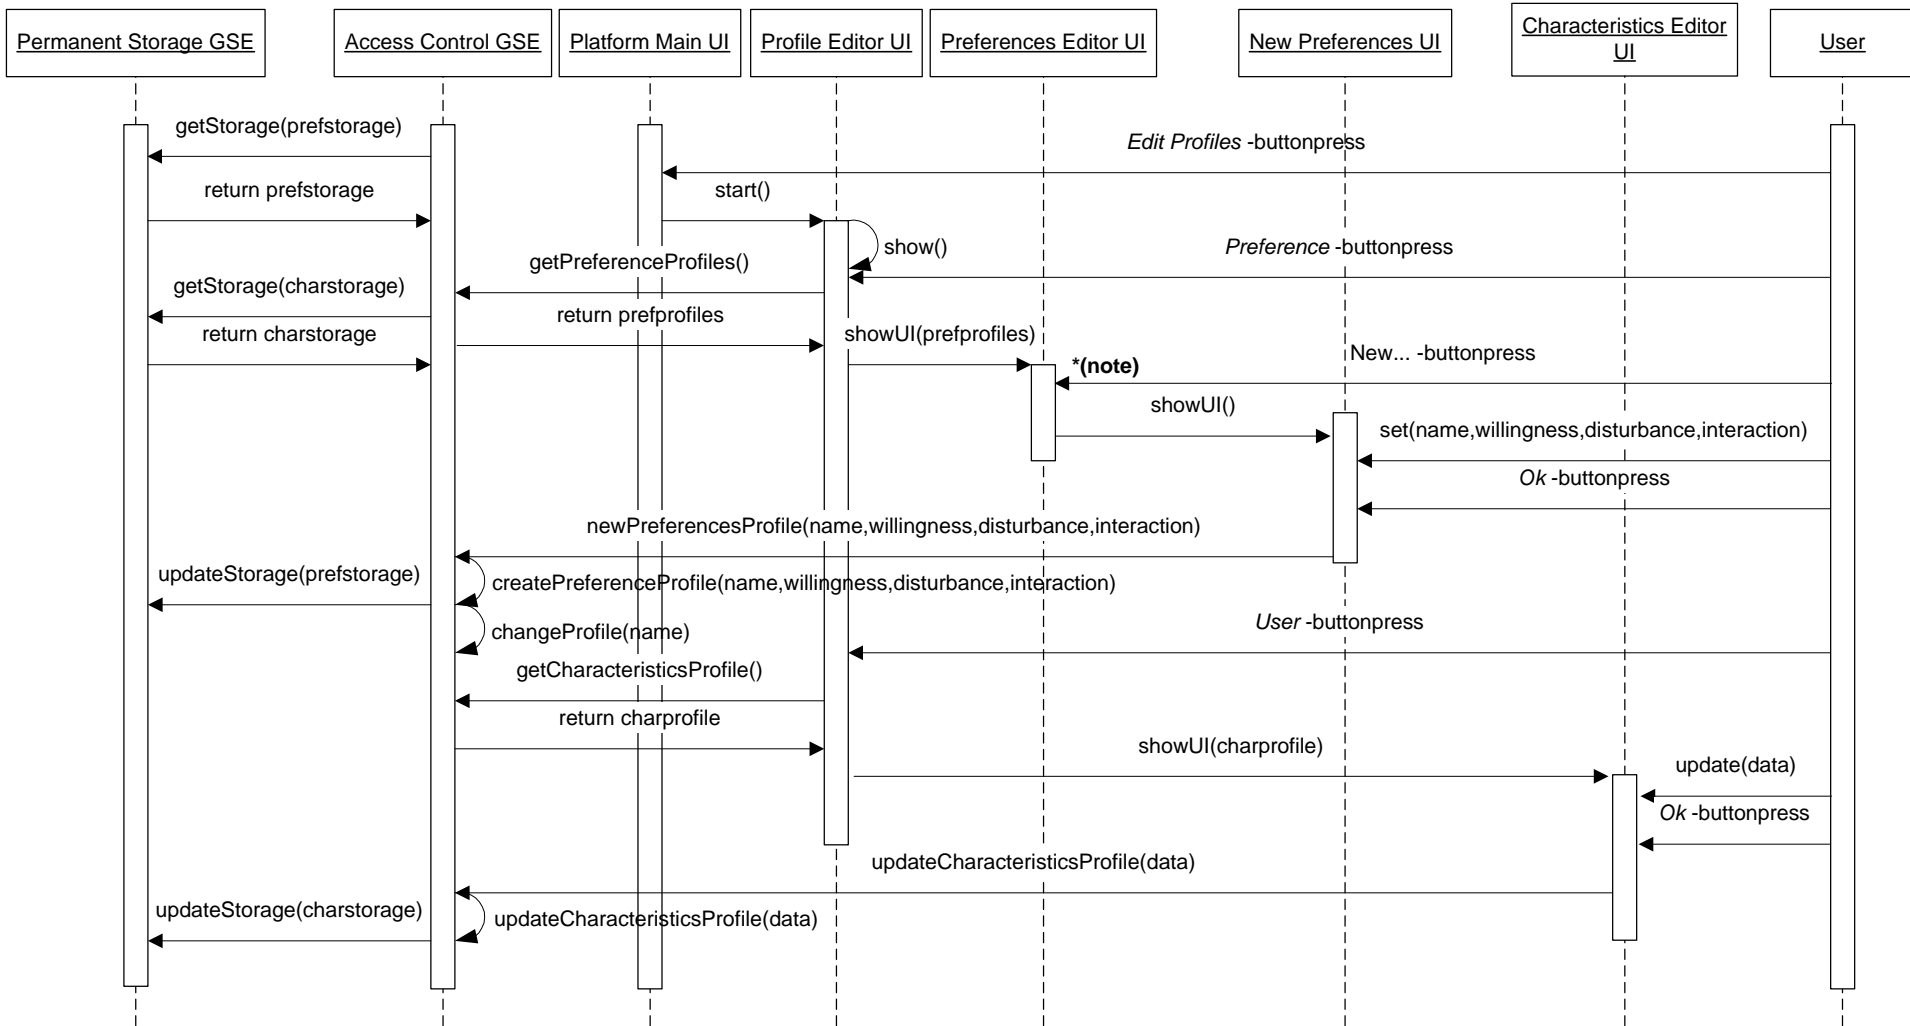 Permanent Storage GSE
Access Control GSE
Platform Main UI
Profile Editor UI
Preferences Editor UI
New Preferences UI
Characteristics Editor
UI
User
getStorage(prefstorage)
Edit Profiles -buttonpress
return prefstorage
start()
show()
Preference -buttonpress
getPreferenceProfiles()
getStorage(charstorage)
return prefprofiles
return charstorage
showUI(prefprofiles)
New... -buttonpress
*(note)
showUI()
set(name,willingness,disturbance,interaction)
Ok -buttonpress
newPreferencesProfile(name,willingness,disturbance,interaction)
updateStorage(prefstorage)
createPreferenceProfile(name,willingness,disturbance,interaction)
changeProfile(name)
User -buttonpress
getCharacteristicsProfile()
return charprofile
showUI(charprofile)
update(data)
Ok -buttonpress
updateCharacteristicsProfile(data)
updateStorage(charstorage)
updateCharacteristicsProfile(data)